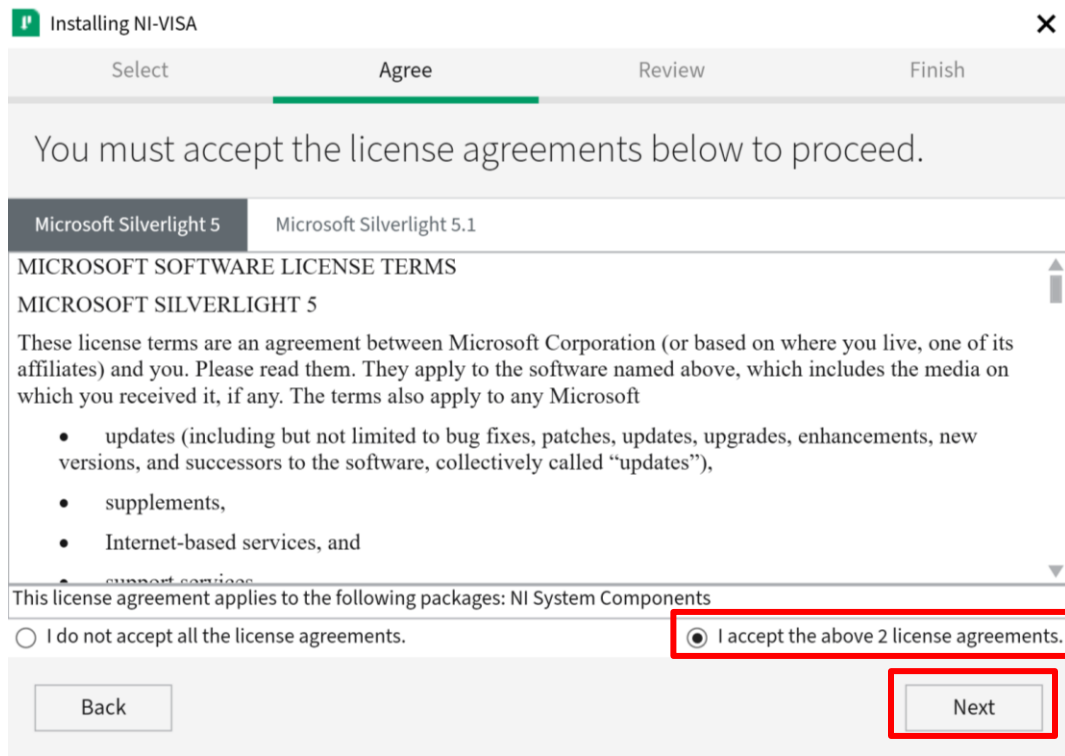 Installing NI-VISA
Select Agree Review Finish
You must accept the license agreements below to proceed.
Microsoft Silverlight 5 Microsoft Silverlight 5.1
MICROSOFT SOFTWARE LICENSE TERMS
MICROSOFT SILVERLIGHT 5
These license terms are an agreement between Microsoft Corporation (or based on where you live, one of its
affiliates) and you. Please read them. They apply to the software named above, which includes the media on
which you received it, if any. The terms also apply to any Microsoft
• updates (including but not limited to bug fixes, patches, updates, upgrades, enhancements, new
versions, and successors to the software, collectively called “updates”),
• supplements,
• Internet-based services, and
• support services
This license agreement applies to the following packages: NI System Components
I do not accept all the license agreements. I accept the above 2 license agreements.
Back Next